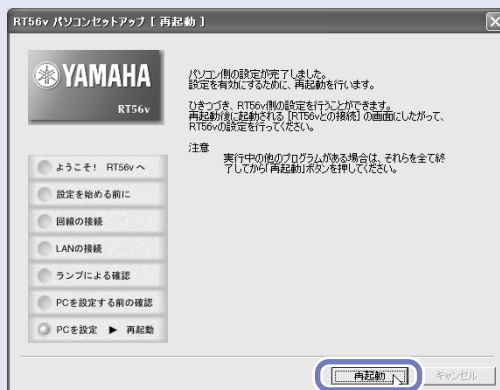 RT56v パソコンセットアップ [ 再起動 ]
YAMAHA
RT56v
ようこそ! RT56v へ
設定を始める前に
回線の接続
LANの接続
ランプによる確認
PCを設定する前の確認
PCを設定 ▶ 再起動
パソコン側の設定が完了しました。
設定を有効にするために、再起動を行います。
ひきつづき、RT56v側の設定を行うことができます。
再起動後に起動される [RT56vとの接続] の画面にしたがって、
RT56vの設定を行ってください。
注意
実行中の他のプログラムがある場合は、それらを全て終
了してから「再起動」ボタンを押してください。
再起動
キャンセル